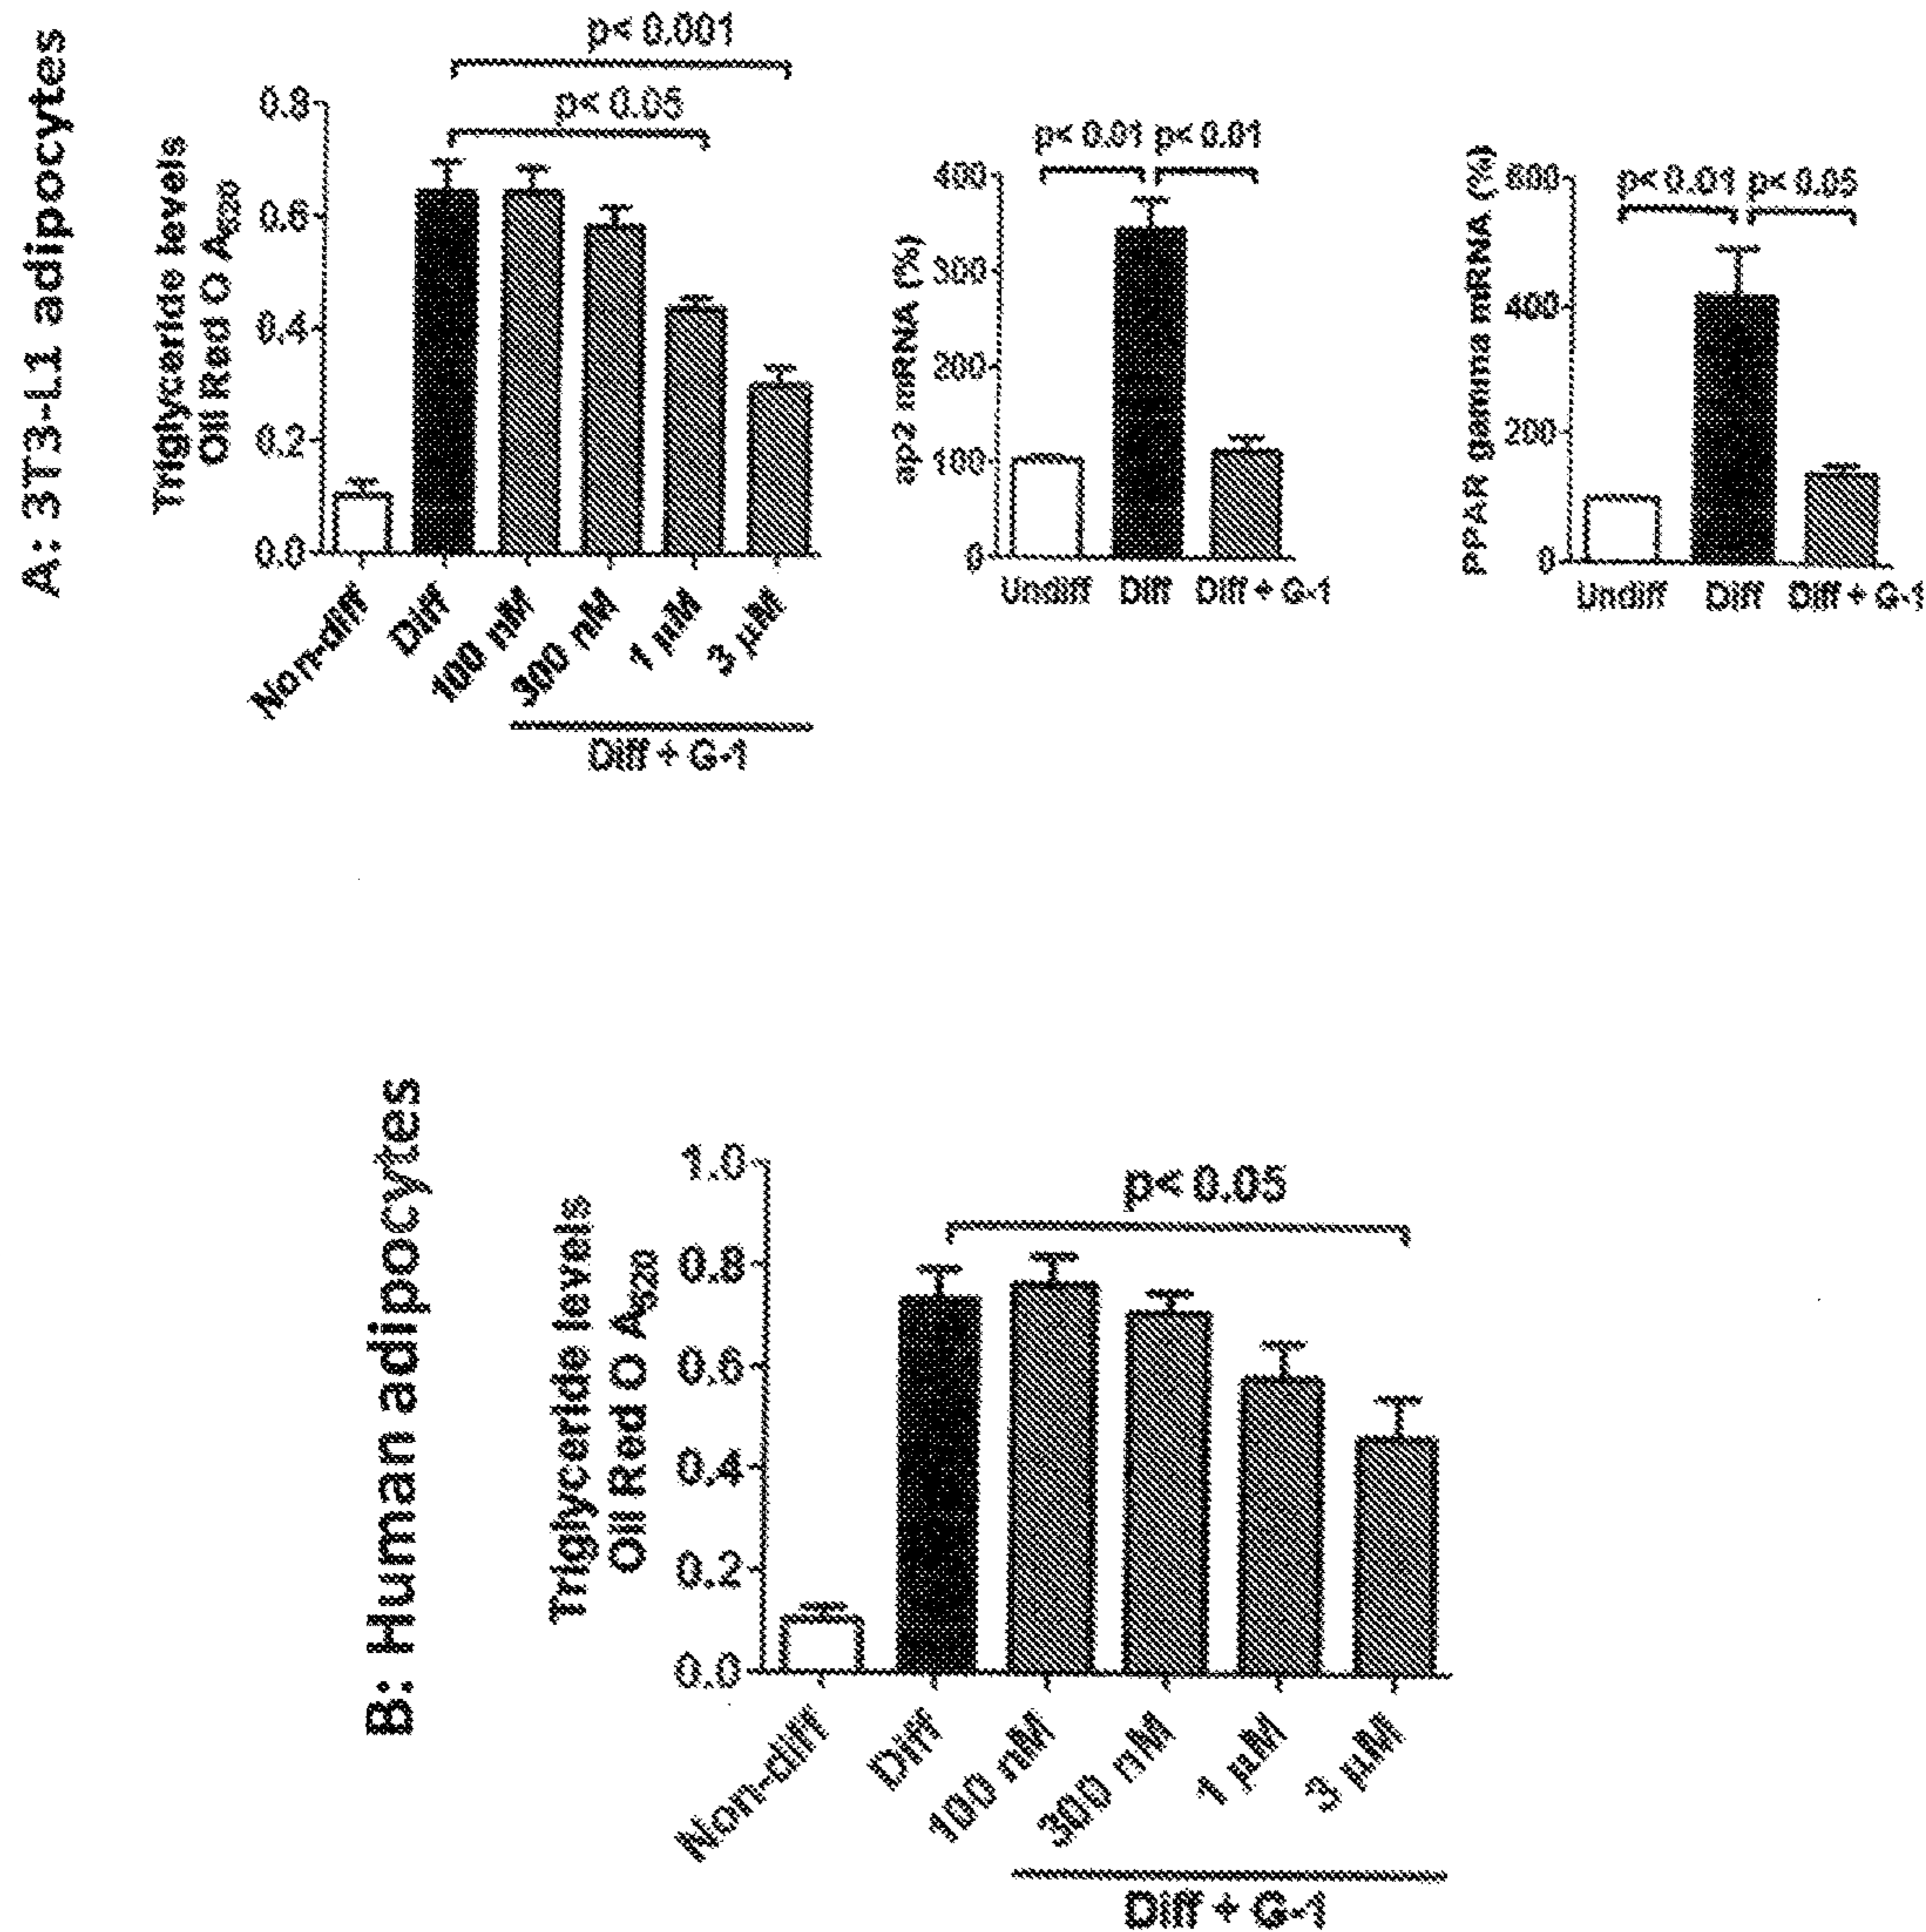 A: 3T3-L1 adipocytes
Triglyceride levels
Oil Red O A520
p< 0.001
p< 0.05
0.8
0.6
0.4
0.2
0.0
Non-diff
Diff
100 nM
300 nM
1 µM
3 µM
Diff + G-1
ap2 mRNA (%)
p< 0.01 p< 0.01
400
300
200
100
0
Undiff Diff Diff + G-1
PPAR gamma mRNA (%)
p< 0.01 p< 0.05
600
400
200
0
Undiff Diff Diff + G-1
B: Human adipocytes
Triglyceride levels
Oil Red O A520
p< 0.05
1.0
0.8
0.6
0.4
0.2
0.0
Non-diff
Diff
100 nM
300 nM
1 µM
3 µM
Diff + G-1